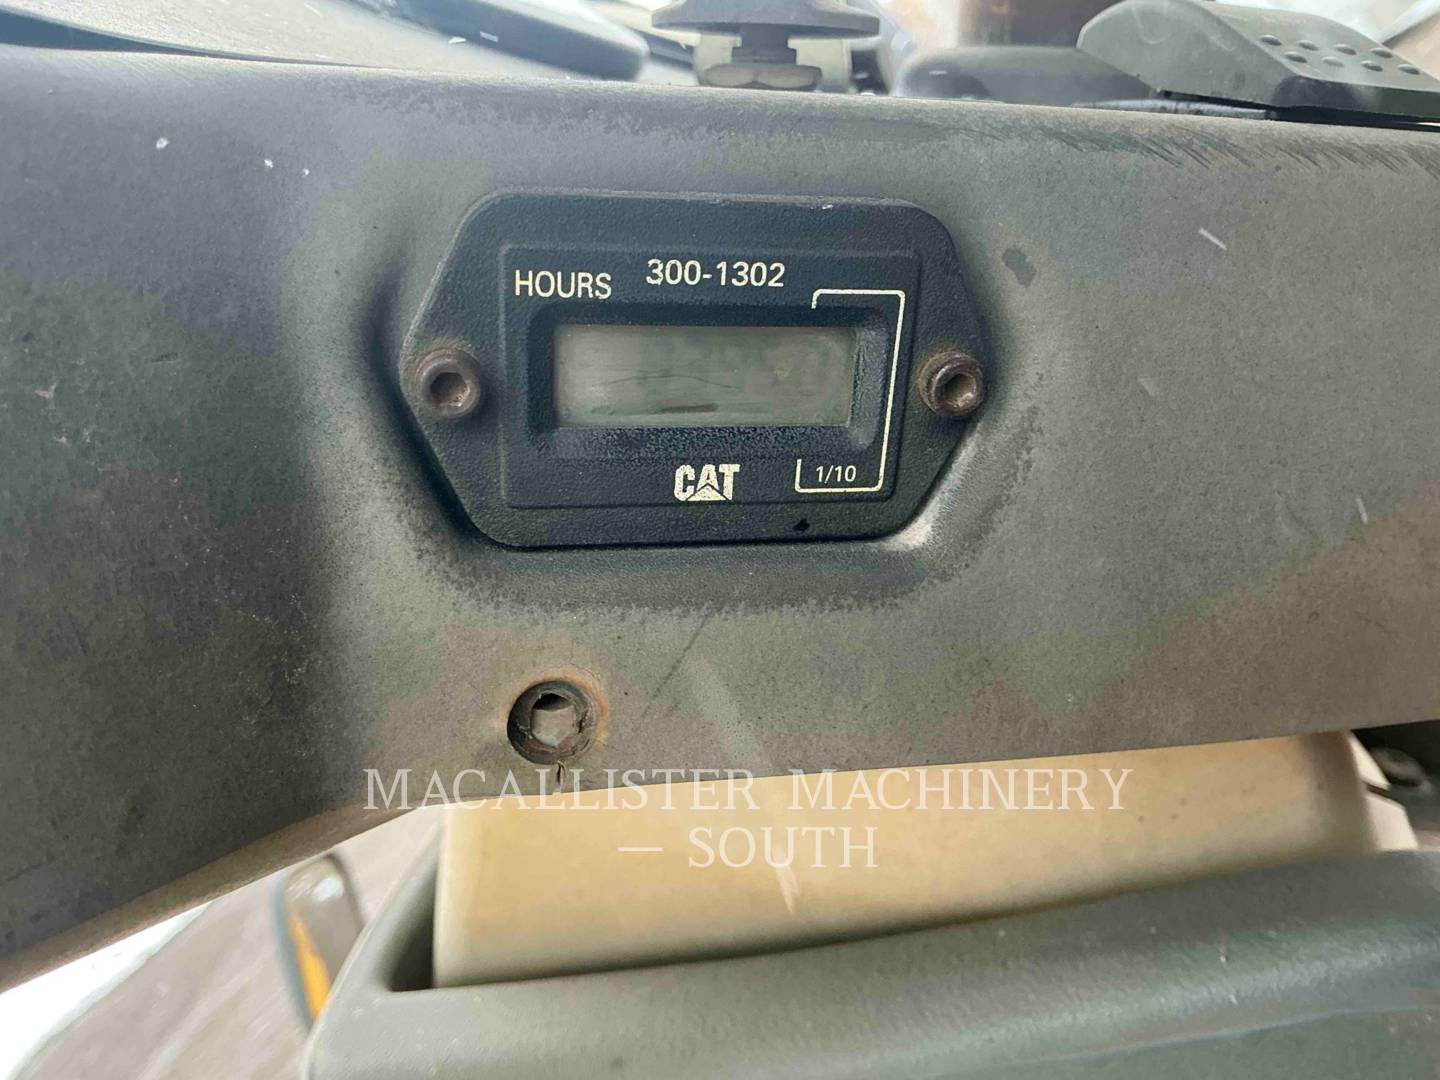 HOURS 300-1302
CAT
1/10
MACALLISTER MACHINERY
— SOUTH